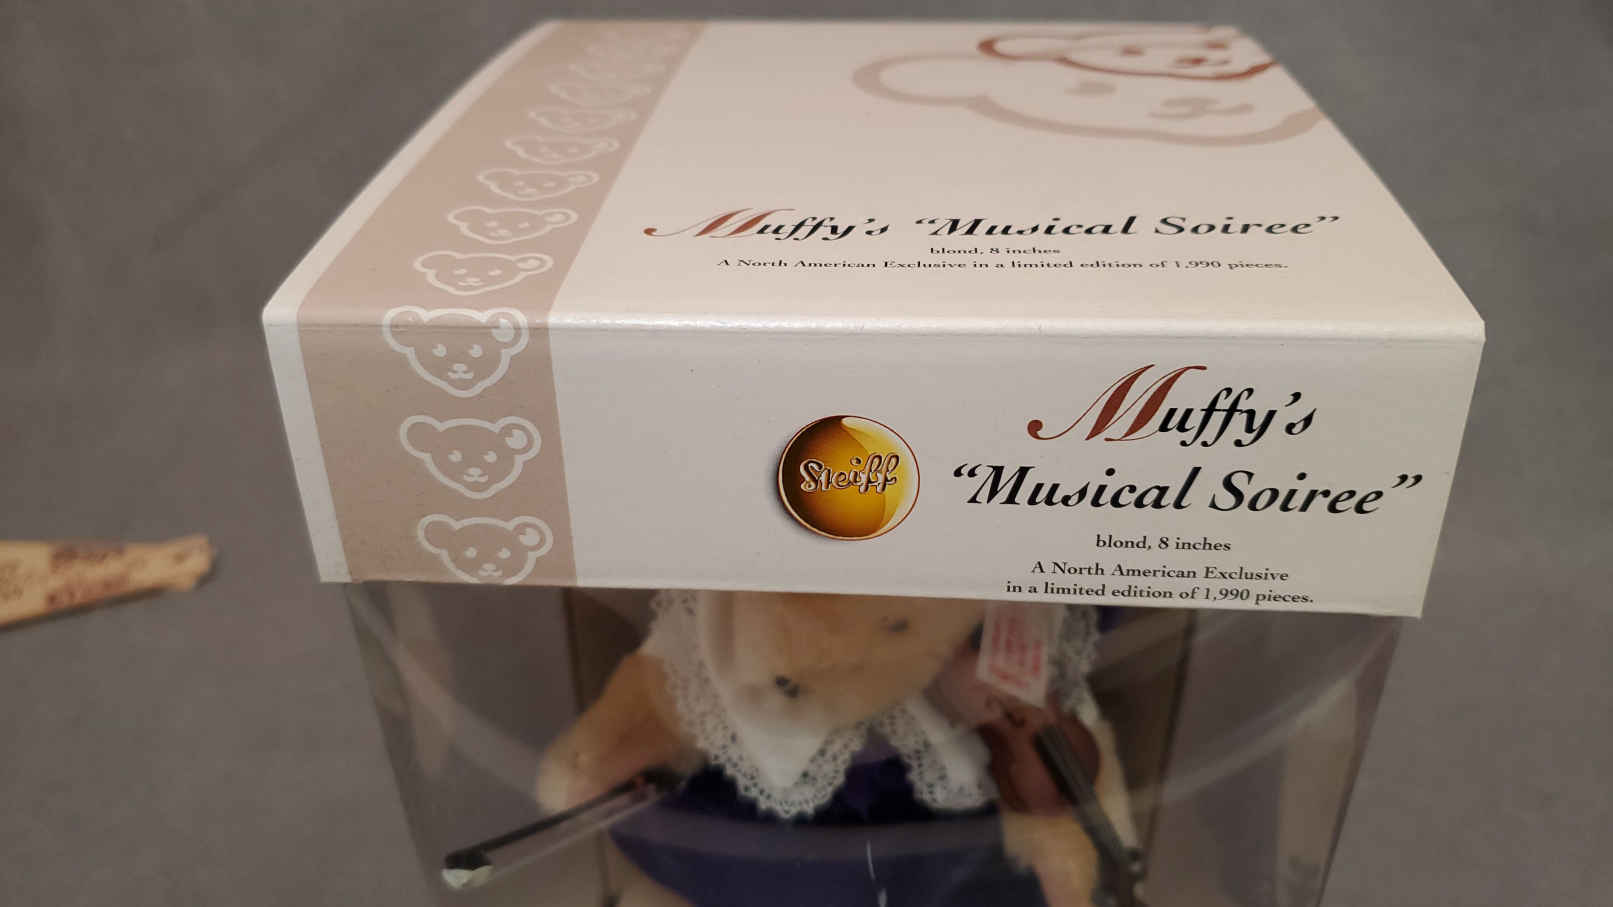 Muffy's "Musical Soiree"
blond, 8 inches
A North American Exclusive in a limited edition of 1,990 pieces.
Steiff
Muffy's
"Musical Soiree"
blond, 8 inches
A North American Exclusive
in a limited edition of 1,990 pieces.